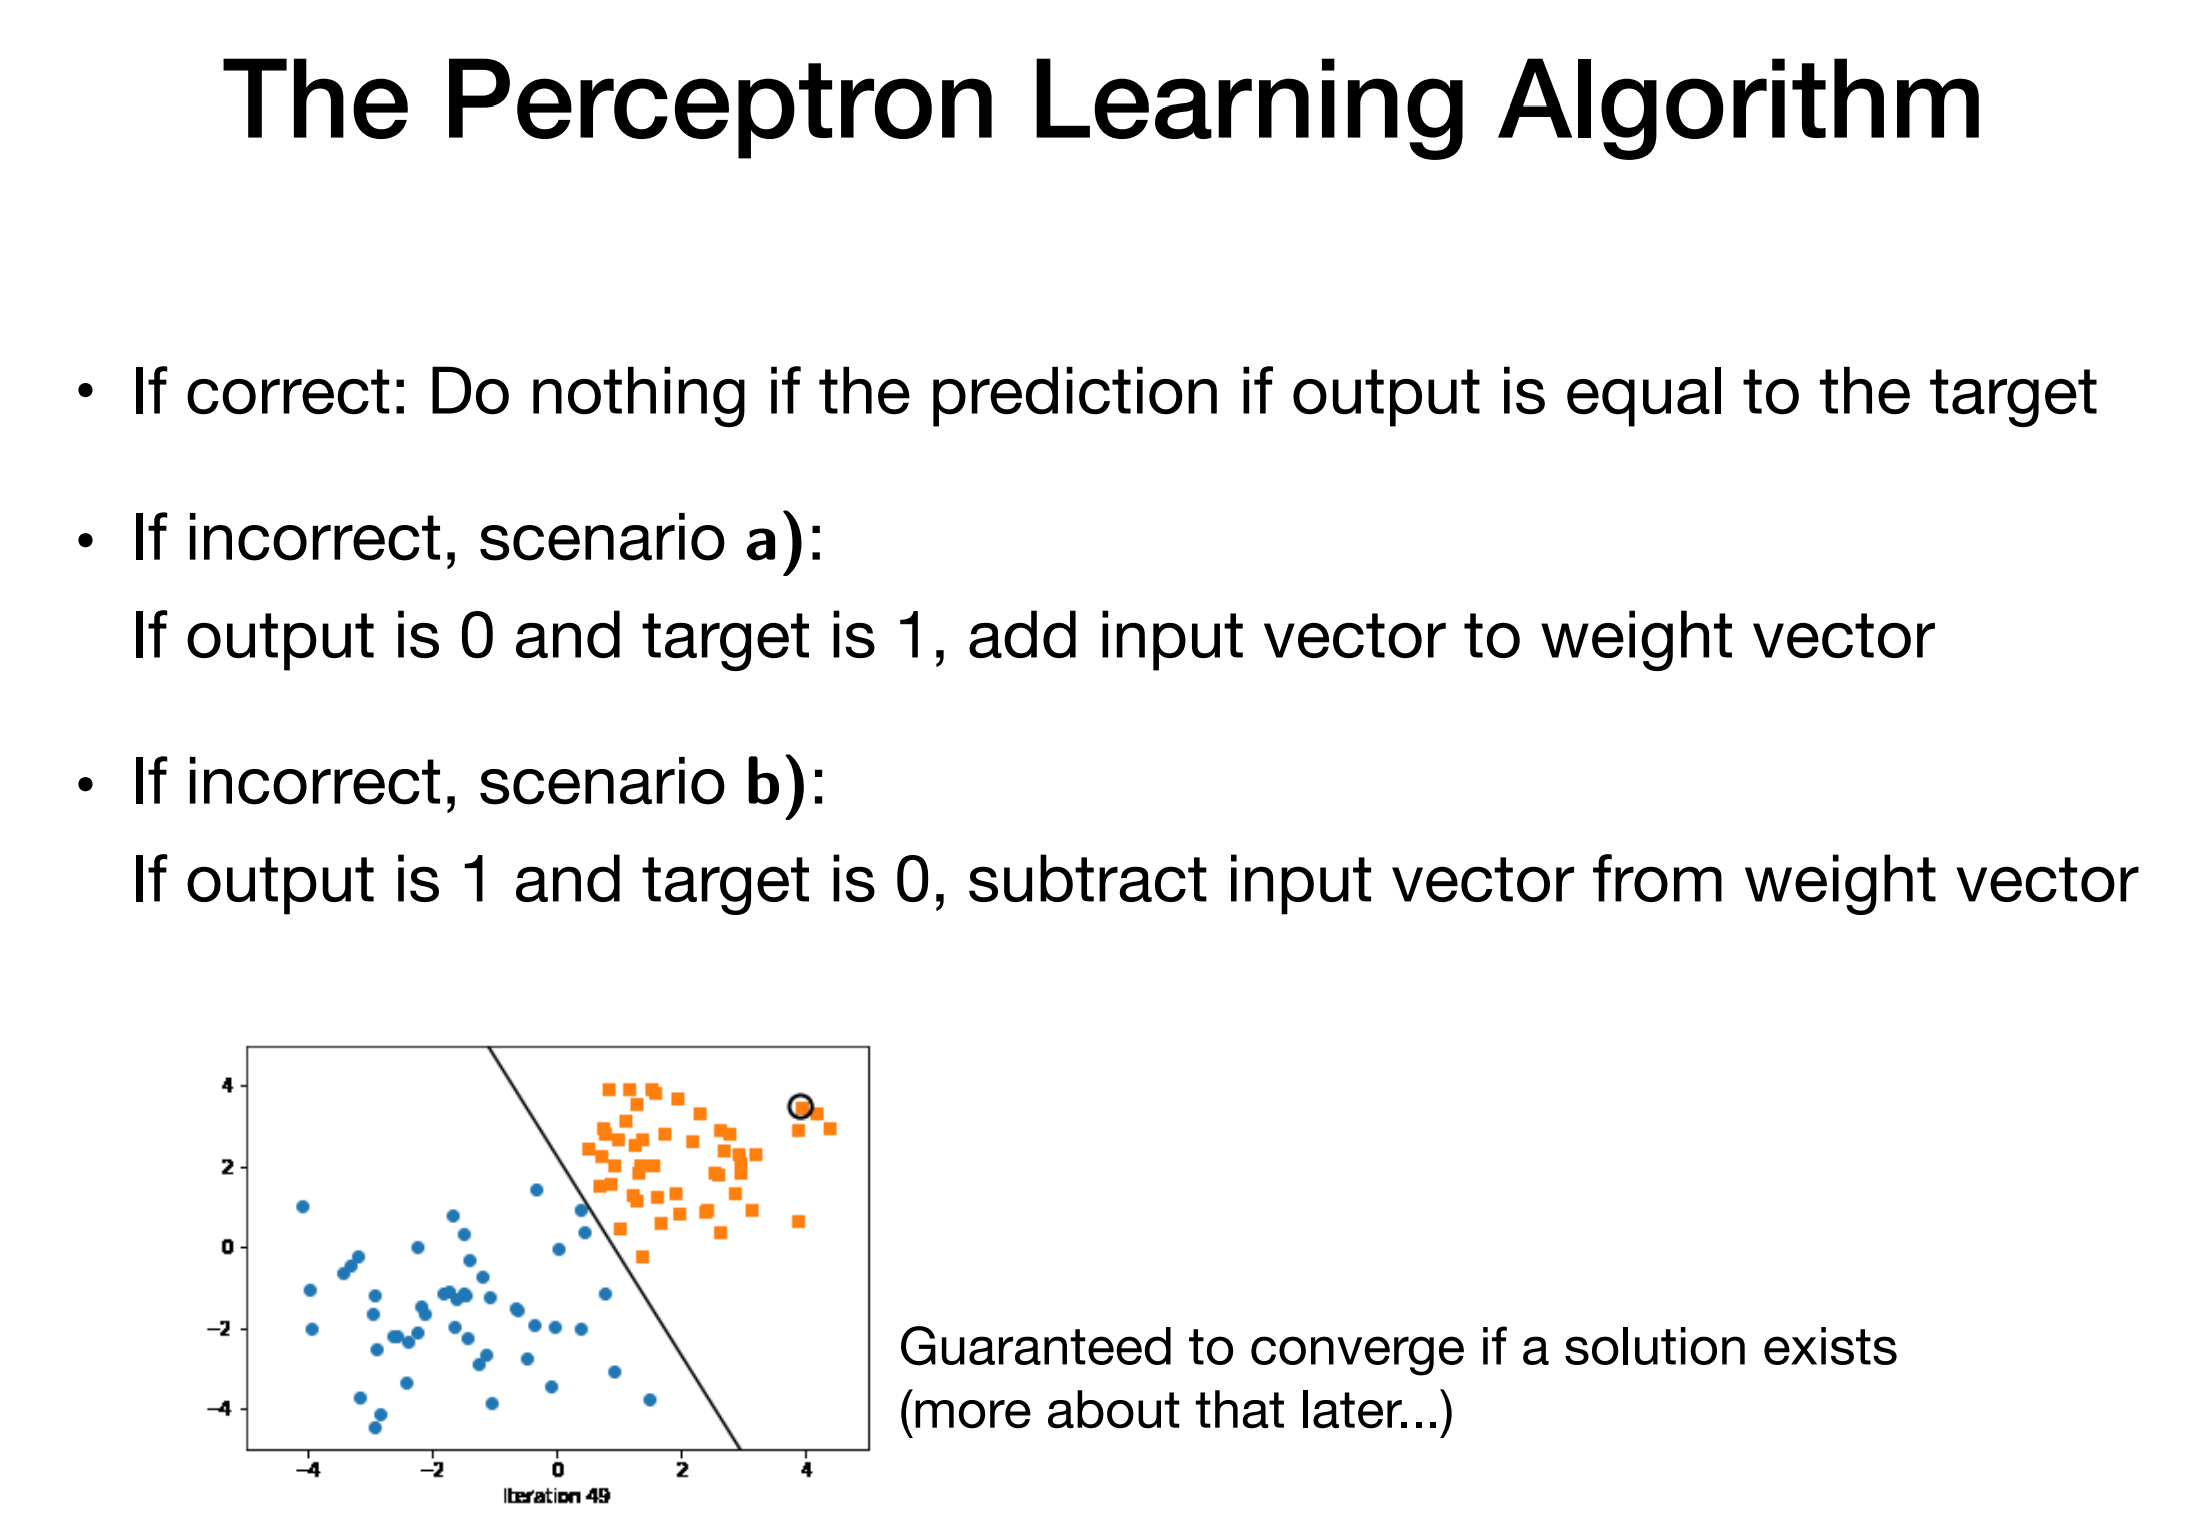 The Perceptron Learning Algorithm
• If correct: Do nothing if the prediction if output is equal to the target
• If incorrect, scenario a):
If output is 0 and target is 1, add input vector to weight vector
• If incorrect, scenario b):
If output is 1 and target is 0, subtract input vector from weight vector
4
2
0
−2
−4
−4 −2 0 2 4
Iteration 49
Guaranteed to converge if a solution exists
(more about that later...)